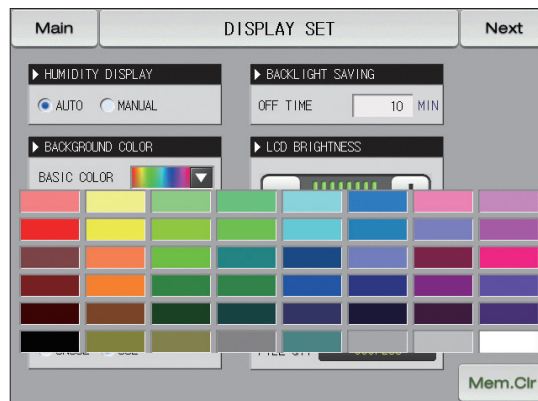 Main
DISPLAY SET
Next
HUMIDITY DISPLAY
AUTO
MANUAL
BACKLIGHT SAVING
OFF TIME
10 MIN
BACKGROUND COLOR
BASIC COLOR
LCD BRIGHTNESS
Mem.Clr